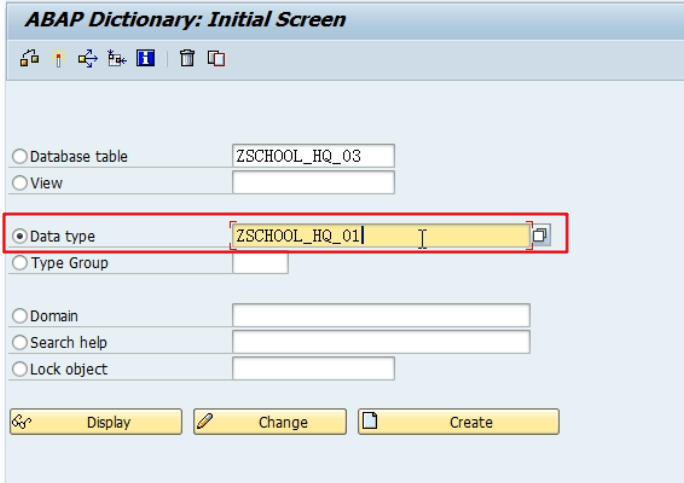 ABAP Dictionary: Initial Screen
Database table ZSCHOOL_HQ_03
View
Data type ZSCHOOL_HQ_01
Type Group
Domain
Search help
Lock object
Display Change Create